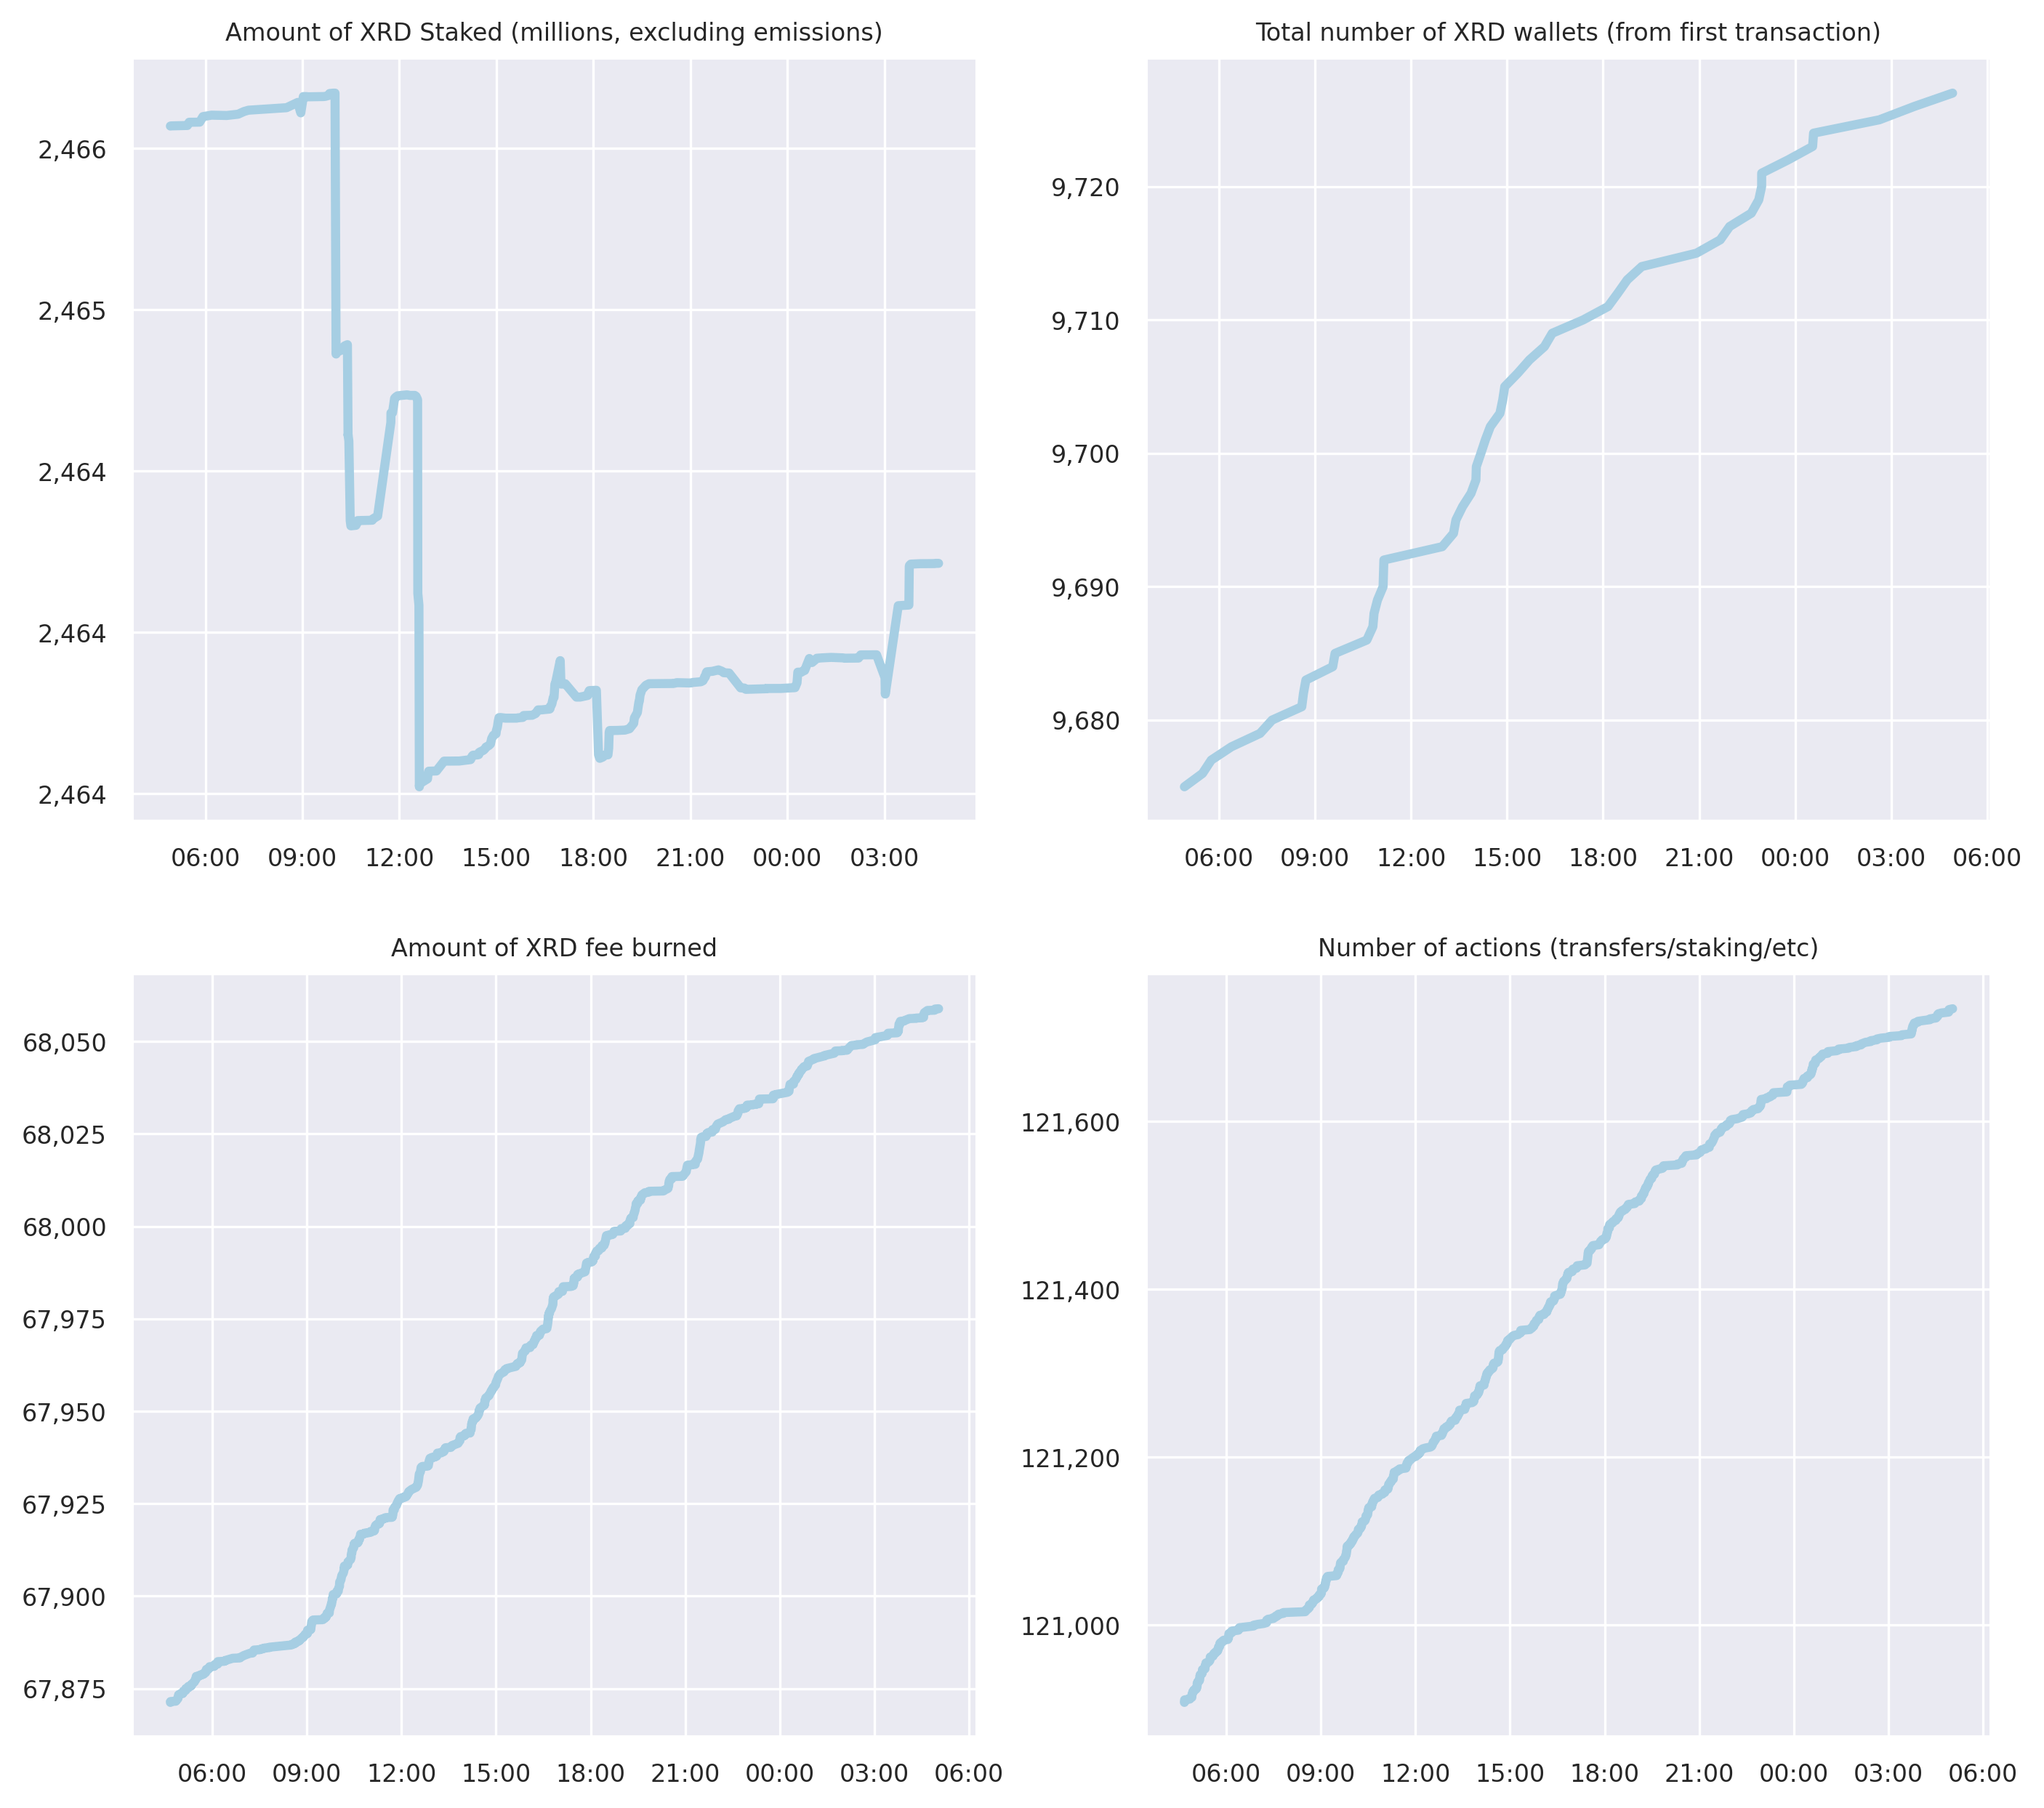 Amount of XRD Staked (millions, excluding emissions)
2,466
2,465
2,464
2,464
2,464
06:00 09:00 12:00 15:00 18:00 21:00 00:00 03:00
Total number of XRD wallets (from first transaction)
9,720
9,710
9,700
9,690
9,680
06:00 09:00 12:00 15:00 18:00 21:00 00:00 03:00 06:00
Amount of XRD fee burned
68,050
68,025
68,000
67,975
67,950
67,925
67,900
67,875
06:00 09:00 12:00 15:00 18:00 21:00 00:00 03:00 06:00
Number of actions (transfers/staking/etc)
121,600
121,400
121,200
121,000
06:00 09:00 12:00 15:00 18:00 21:00 00:00 03:00 06:00